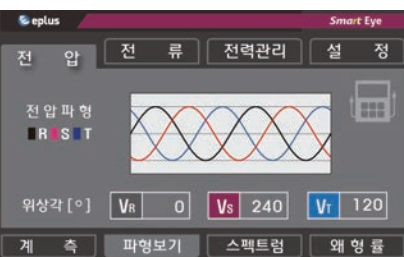 eplus Smart Eye
전 압 전 류 전력관리 설 정
전 압 파 형
R S T
위상각 [ ° ] VR 0 VS 240 VT 120
계 측 파형보기 스펙트럼 왜 형 률